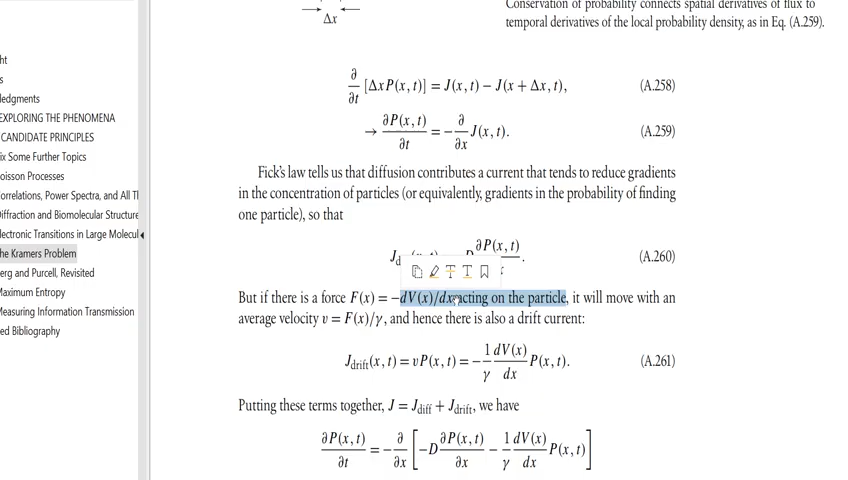 Conservation of probability connects spatial derivatives of flux to
Δx
temporal derivatives of the local probability density, as in Eq. (A.259).
ht
s
ledgments
EXPLORING THE PHENOMENA
CANDIDATE PRINCIPLES
ix Some Further Topics
oisson Processes
orrelations, Power Spectra, and All T
iffraction and Biomolecular Structure
lectronic Transitions in Large Molecul
he Kramers Problem
erg and Purcell, Revisited
Maximum Entropy
Measuring Information Transmission
ed Bibliography
∂/∂t [ΔxP(x, t)] = J(x, t) − J(x + Δx, t), (A.258)
→ ∂P(x, t)/∂t = −∂/∂x J(x, t). (A.259)
Fick's law tells us that diffusion contributes a current that tends to reduce gradients
in the concentration of particles (or equivalently, gradients in the probability of finding
one particle), so that
∂P(x, t) . (A.260)
But if there is a force F(x) = −dV(x)/dx acting on the particle, it will move with an
average velocity v = F(x)/γ, and hence there is also a drift current:
Jdrift(x, t) = vP(x, t) = −1/γ dV(x)/dx P(x, t). (A.261)
Putting these terms together, J = Jdiff + Jdrift, we have
∂P(x, t)/∂t = −∂/∂x [−D ∂P(x, t)/∂x − 1/γ dV(x)/dx P(x, t)]